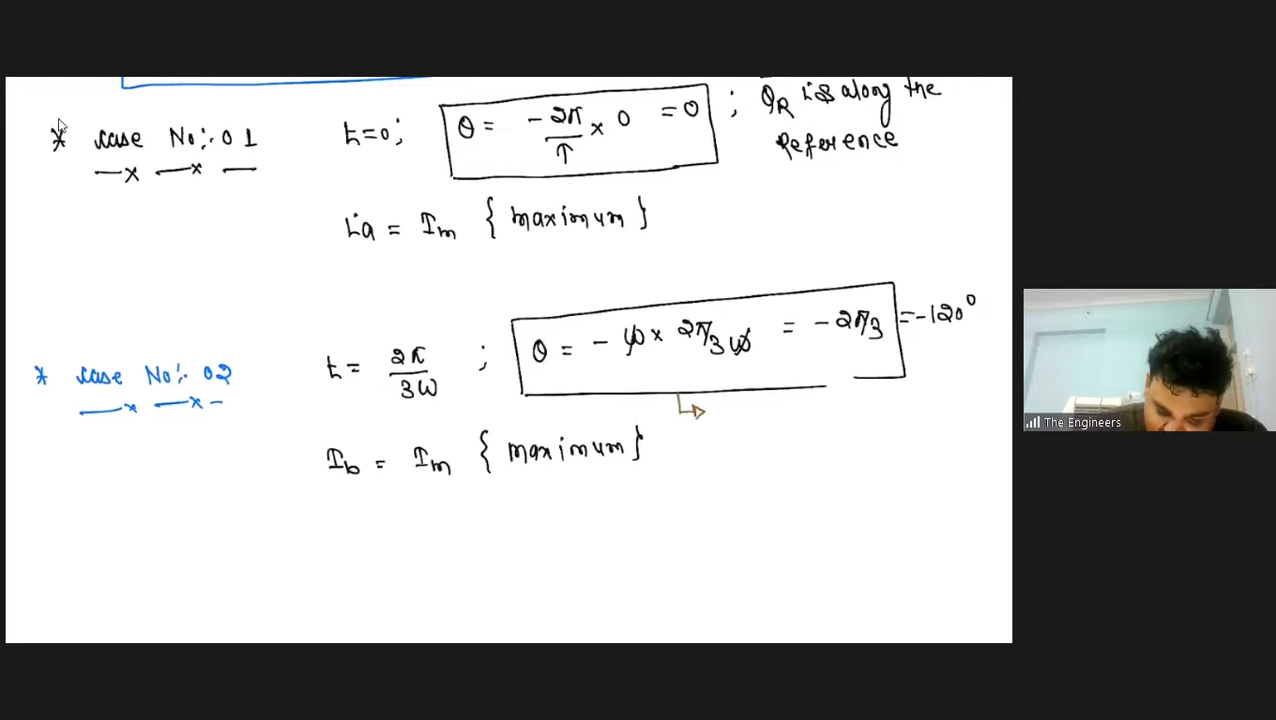 * case No:. 01 t=0; θ = -2π/T × 0 = 0 ; ϕR is along the
Reference
ia = Im { maximum }
* case No:. 02 t = 2π/3ω ; θ = - ω × 2π/3ω = - 2π/3 = -120°
Ib = Im { maximum }
The Engineers